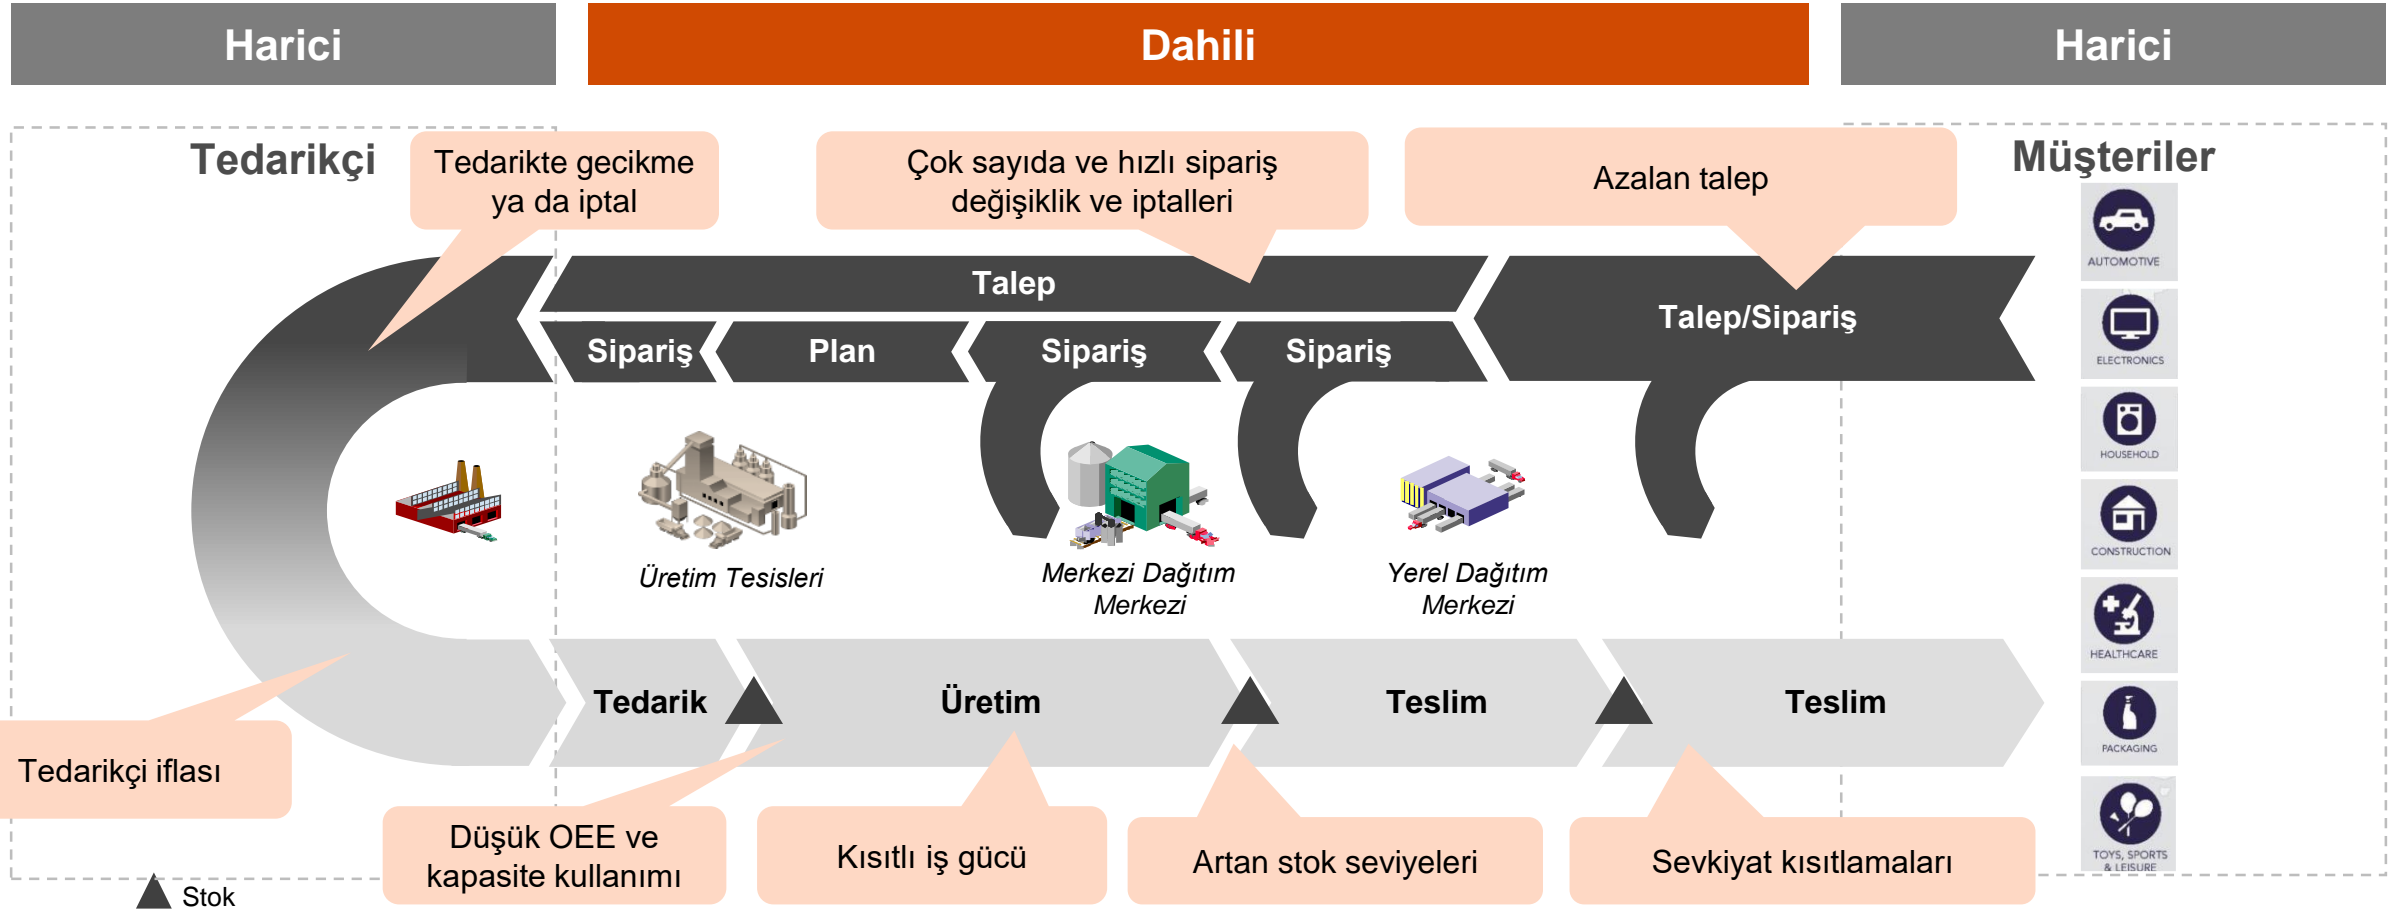 Harici
Dahili
Harici
Tedarikçi
Tedarikte gecikme
ya da iptal
Çok sayıda ve hızlı sipariş
değişiklik ve iptalleri
Azalan talep
Müşteriler
AUTOMOTIVE
ELECTRONICS
HOUSEHOLD
CONSTRUCTION
HEALTHCARE
PACKAGING
TOYS, SPORTS
& LEISURE
Talep
Talep/Sipariş
Sipariş
Plan
Sipariş
Sipariş
Üretim Tesisleri
Merkezi Dağıtım
Merkezi
Yerel Dağıtım
Merkezi
Tedarik
Üretim
Teslim
Teslim
Tedarikçi iflası
Düşük OEE ve
kapasite kullanımı
Kısıtlı iş gücü
Artan stok seviyeleri
Sevkiyat kısıtlamaları
Stok